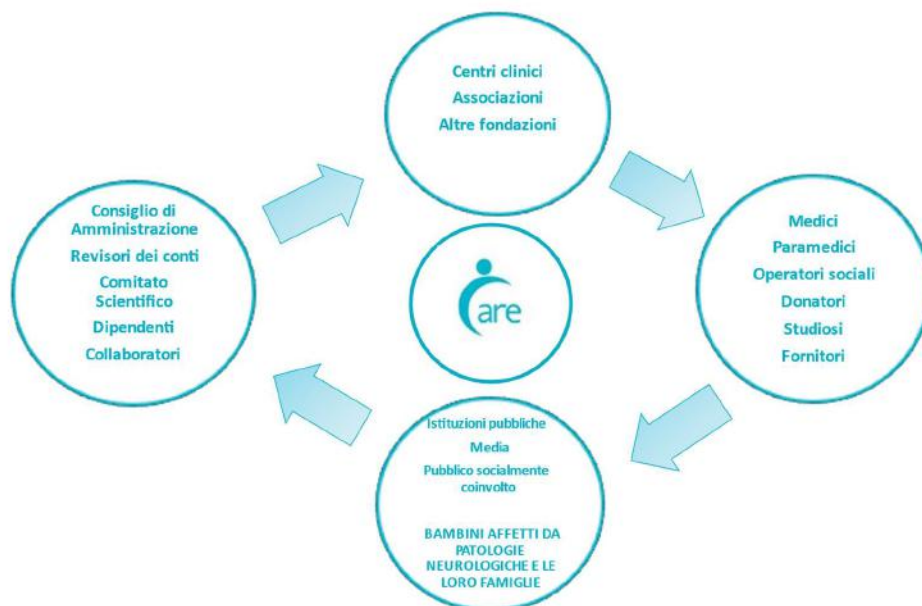 Centri clinici
Associazioni
Altre fondazioni
Consiglio di
Amministrazione
Revisori dei conti
Comitato
Scientifico
Dipendenti
Collaboratori
Care
Medici
Paramedici
Operatori sociali
Donatori
Studiosi
Fornitori
Istituzioni pubbliche
Media
Pubblico socialmente
coinvolto
BAMBINI AFFETTI DA
PATOLOGIE
NEUROLOGICHE E LE
LORO FAMIGLIE